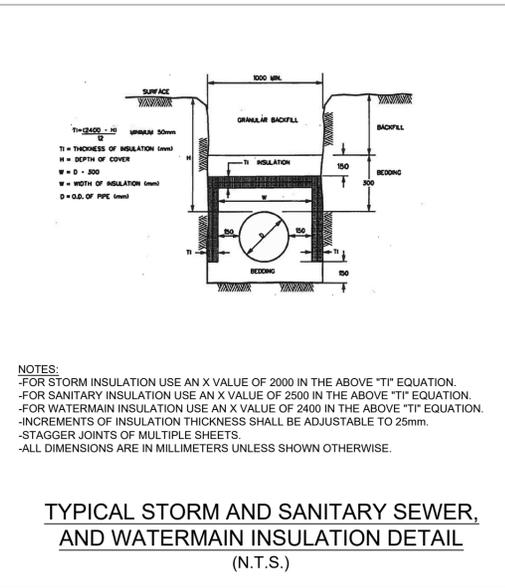 1000 MIN.
SURFACE
GRANULAR BACKFILL
BACKFILL
TI=(2400 - H) MINIMUM 50mm
12
TI = THICKNESS OF INSULATION (mm)
H = DEPTH OF COVER
W = D + 300
W = WIDTH OF INSULATION (mm)
D = O.D. OF PIPE (mm)
H
TI INSULATION
150
BEDDING
300
W
150
D
150
TI
TI
BEDDING
150
NOTES:
-FOR STORM INSULATION USE AN X VALUE OF 2000 IN THE ABOVE "TI" EQUATION.
-FOR SANITARY INSULATION USE AN X VALUE OF 2500 IN THE ABOVE "TI" EQUATION.
-FOR WATERMAIN INSULATION USE AN X VALUE OF 2400 IN THE ABOVE "TI" EQUATION.
-INCREMENTS OF INSULATION THICKNESS SHALL BE ADJUSTABLE TO 25mm.
-STAGGER JOINTS OF MULTIPLE SHEETS.
-ALL DIMENSIONS ARE IN MILLIMETERS UNLESS SHOWN OTHERWISE.
TYPICAL STORM AND SANITARY SEWER,
AND WATERMAIN INSULATION DETAIL
(N.T.S.)